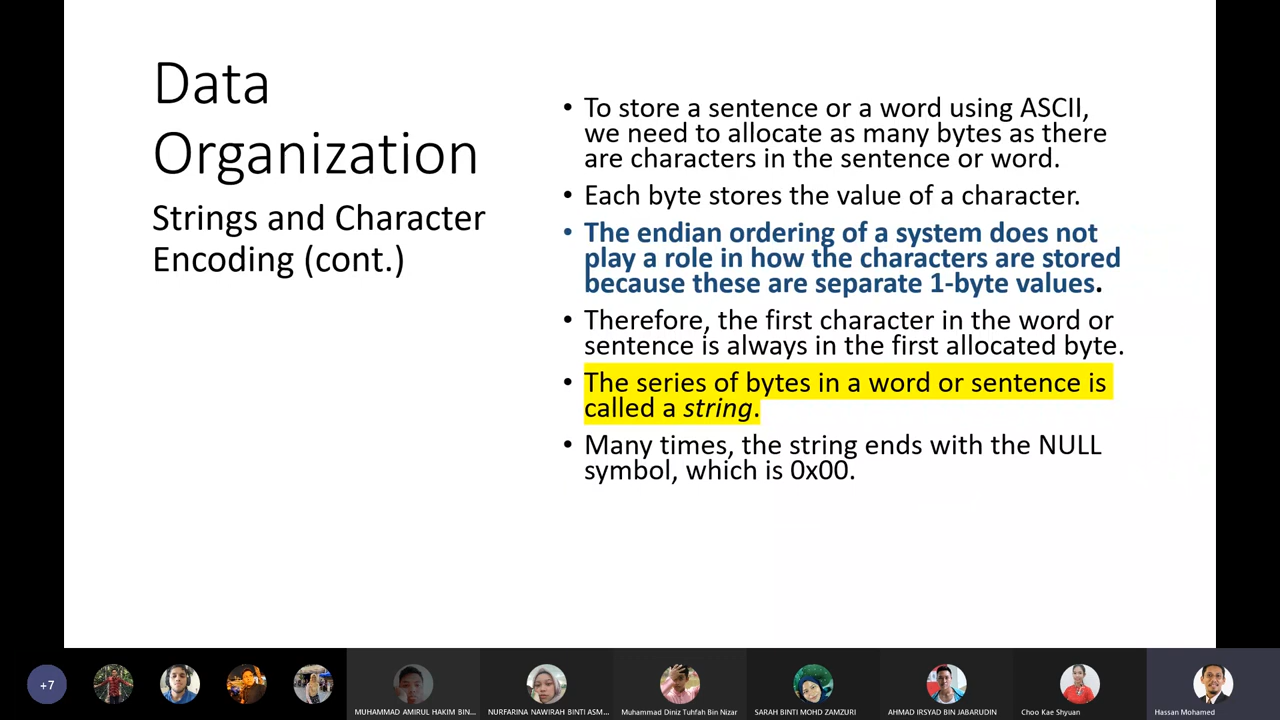 Data
Organization
Strings and Character
Encoding (cont.)
• To store a sentence or a word using ASCII,
we need to allocate as many bytes as there
are characters in the sentence or word.
• Each byte stores the value of a character.
• The endian ordering of a system does not
play a role in how the characters are stored
because these are separate 1-byte values.
• Therefore, the first character in the word or
sentence is always in the first allocated byte.
• The series of bytes in a word or sentence is
called a string.
• Many times, the string ends with the NULL
symbol, which is 0x00.
+7
MUHAMMAD AMIRUL HAKIM BIN...
NURFARINA NAWIRAH BINTI ASM...
Muhammad Diniz Tuhfah Bin Nizar
SARAH BINTI MOHD ZAMZURI
AHMAD IRSYAD BIN JABARUDIN
Choo Kae Shyuan
Hassan Mohamed